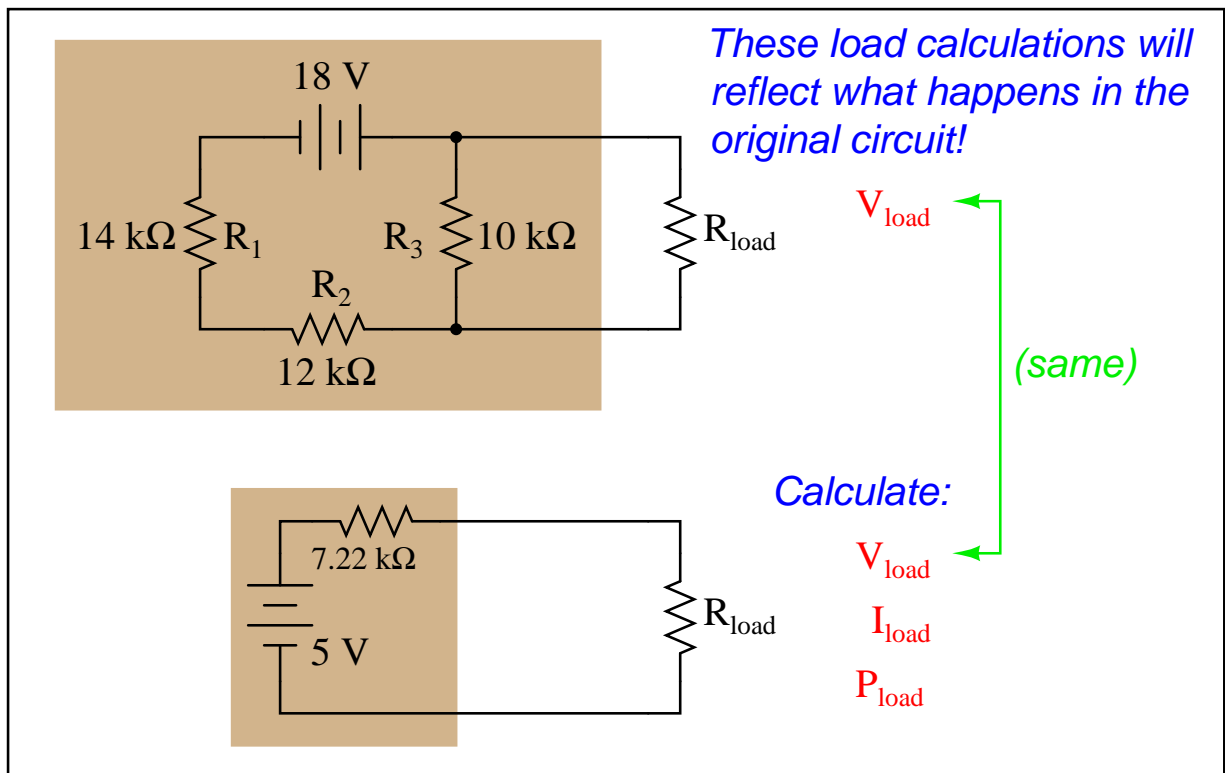 These load calculations will
reflect what happens in the
original circuit!
18 V
14 kΩ R1
R3 10 kΩ
Rload
Vload
R2
12 kΩ
(same)
Calculate:
7.22 kΩ
5 V
Rload
Vload
Iload
Pload